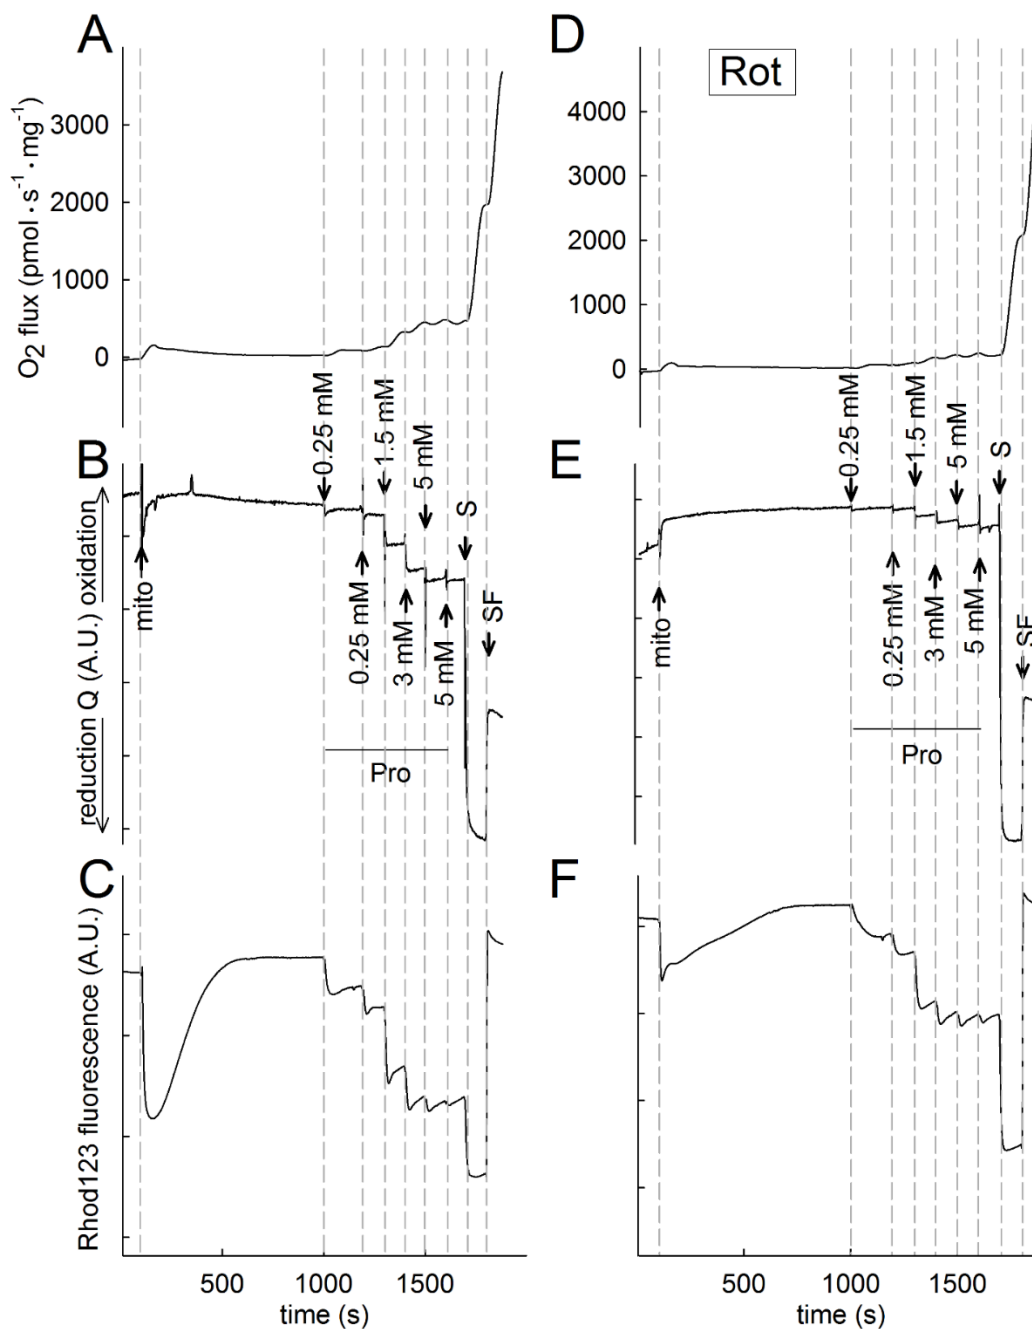 A
O2 flux (pmol · s-1 · mg-1)
3000
2000
1000
0
D
Rot
4000
3000
2000
1000
0
B
reduction Q (A.U.) oxidation
mito
0.25 mM
0.25 mM
1.5 mM
3 mM
5 mM
5 mM
S
SF
Pro
E
mito
0.25 mM
0.25 mM
1.5 mM
3 mM
5 mM
5 mM
S
SF
Pro
C
Rhod123 fluorescence (A.U.)
500 1000 1500
time (s)
F
500 1000 1500
time (s)